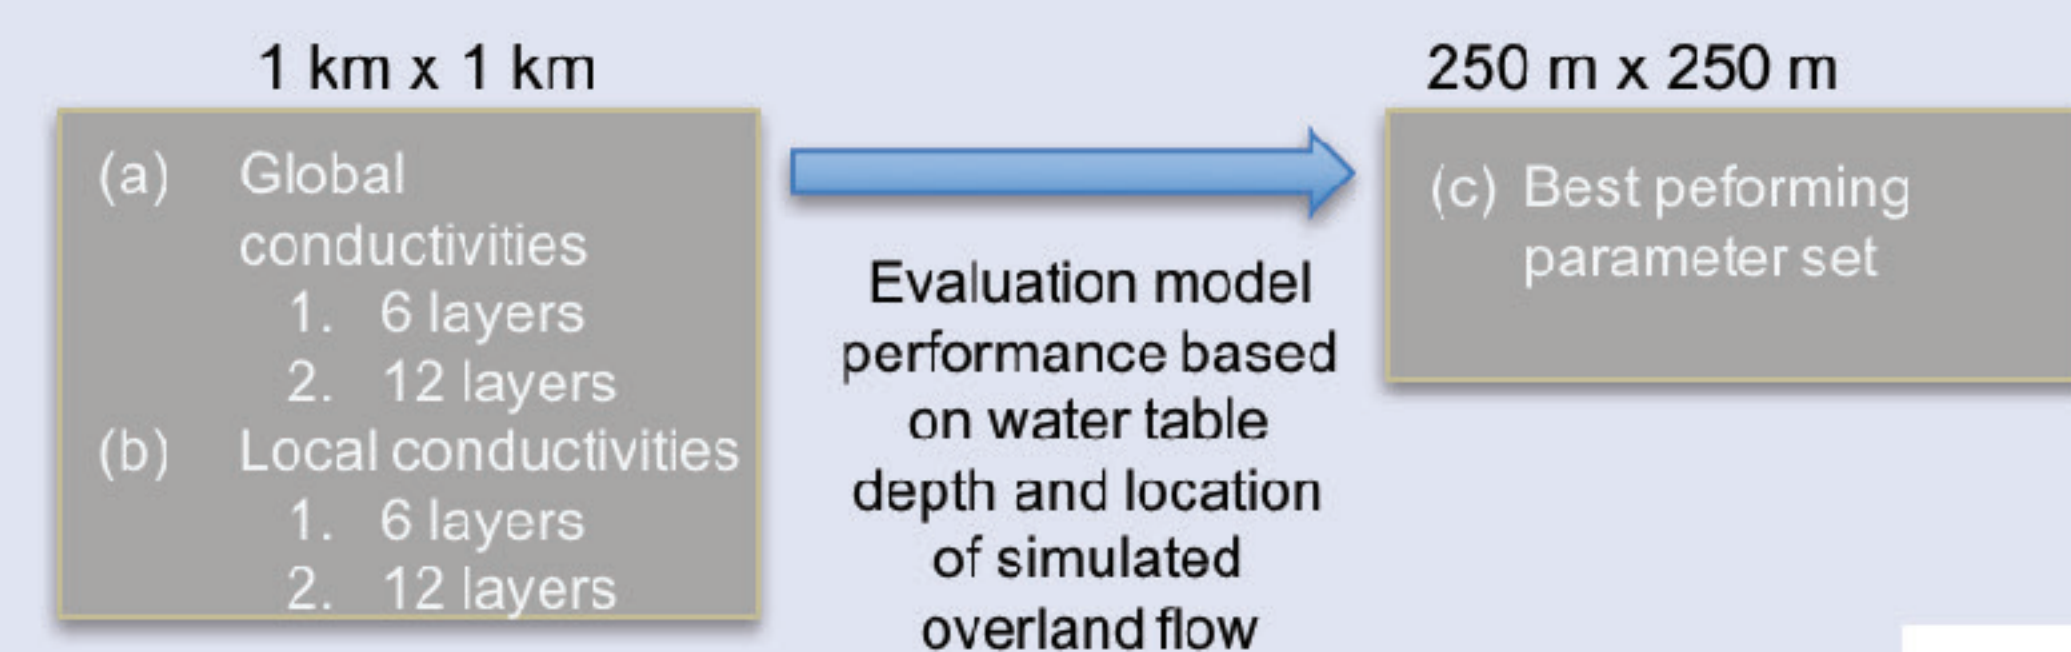 1 km x 1 km
(a) Global
conductivities
1. 6 layers
2. 12 layers
(b) Local conductivities
1. 6 layers
2. 12 layers
Evaluation model
performance based
on water table
depth and location
of simulated
overland flow
250 m x 250 m
(c) Best peforming
parameter set